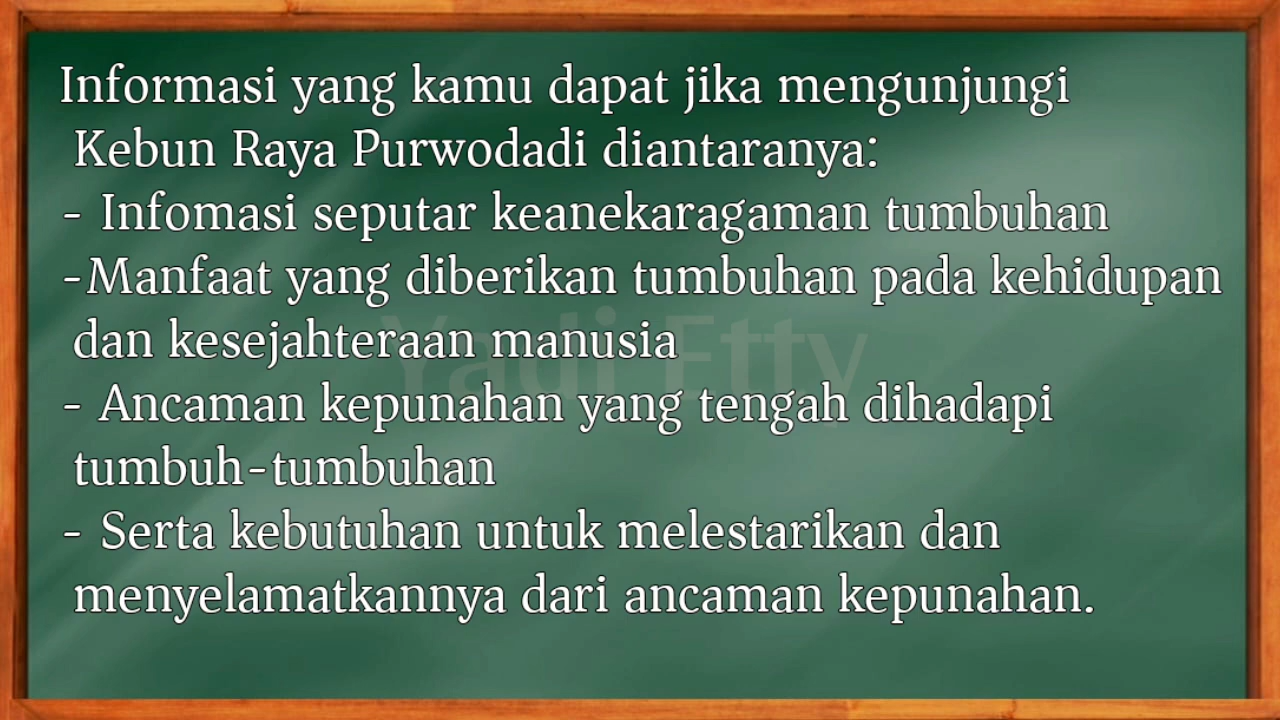 Informasi yang kamu dapat jika mengunjungi
Kebun Raya Purwodadi diantaranya:
- Infomasi seputar keanekaragaman tumbuhan
-Manfaat yang diberikan tumbuhan pada kehidupan
dan kesejahteraan manusia
Yadi Etty
- Ancaman kepunahan yang tengah dihadapi
tumbuh-tumbuhan
- Serta kebutuhan untuk melestarikan dan
menyelamatkannya dari ancaman kepunahan.